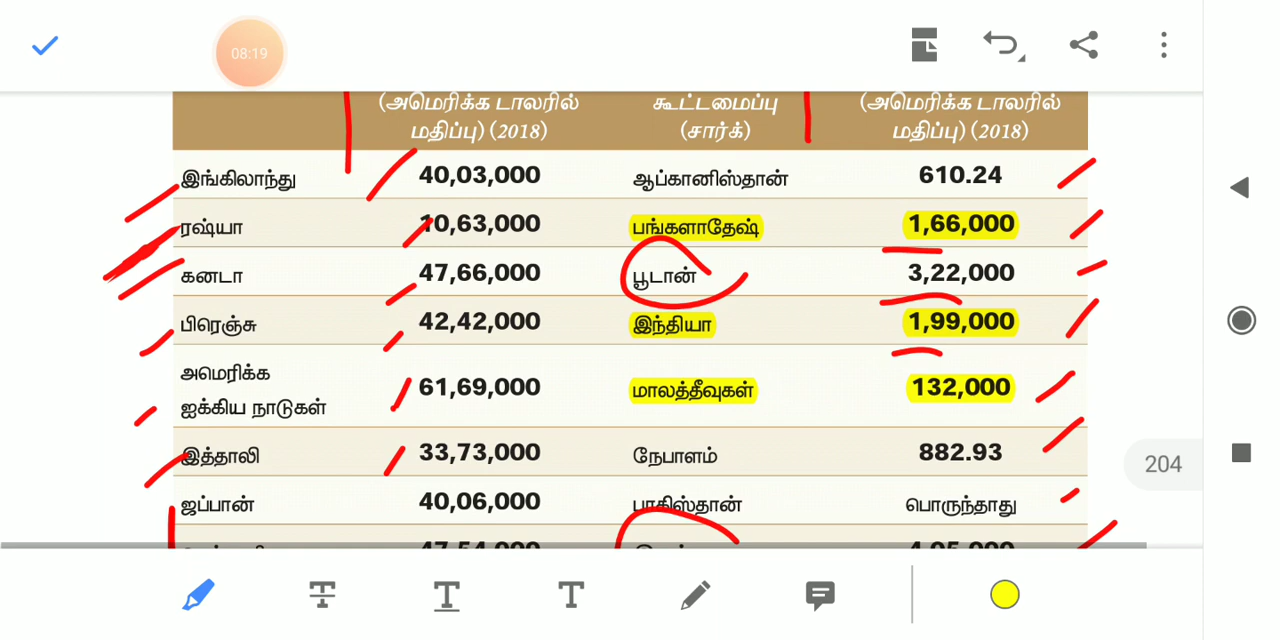 08:19
(அமெரிக்க டாலரில் கூட்டமைப்பு (அமெரிக்க டாலரில்
மதிப்பு) (2018) (சார்க்) மதிப்பு) (2018)
இங்கிலாந்து 40,03,000 ஆப்கானிஸ்தான் 610.24
ரஷ்யா 10,63,000 பங்களாதேஷ் 1,66,000
கனடா 47,66,000 பூடான் 3,22,000
பிரெஞ்சு 42,42,000 இந்தியா 1,99,000
அமெரிக்க
ஐக்கிய நாடுகள் 61,69,000 மாலத்தீவுகள் 132,000
இத்தாலி 33,73,000 நேபாளம் 882.93
ஜப்பான் 40,06,000 பாகிஸ்தான் பொருந்தாது
204